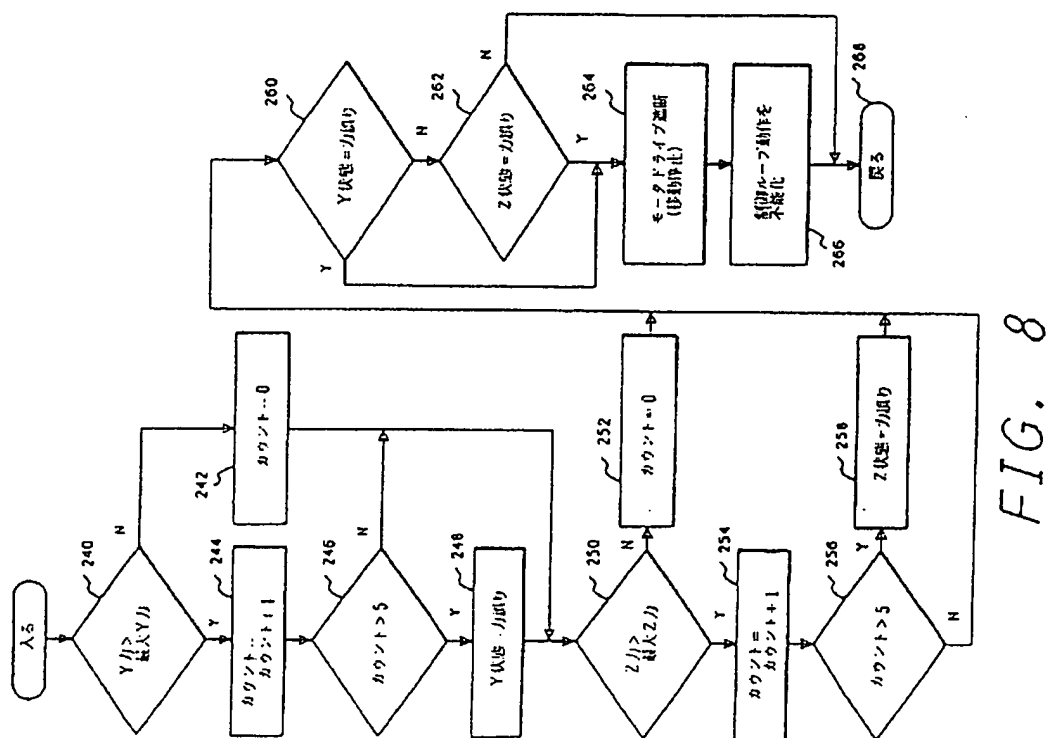 入る
240
Y力>
最大Y力
N
Y
242
カウント=0
244
カウント=
カウント+1
246
カウント>5
N
Y
248
Y状態=力誤り
250
Z力>
最大Z力
N
Y
252
カウント=0
254
カウント=
カウント+1
256
カウント>5
Y
N
258
Z状態=力誤り
260
Y状態=力誤り
N
Y
262
Z状態=力誤り
N
Y
264
モータドライブ遮断
(移動停止)
制御ループ動作を
不能化
266
戻る
268
FIG. 8